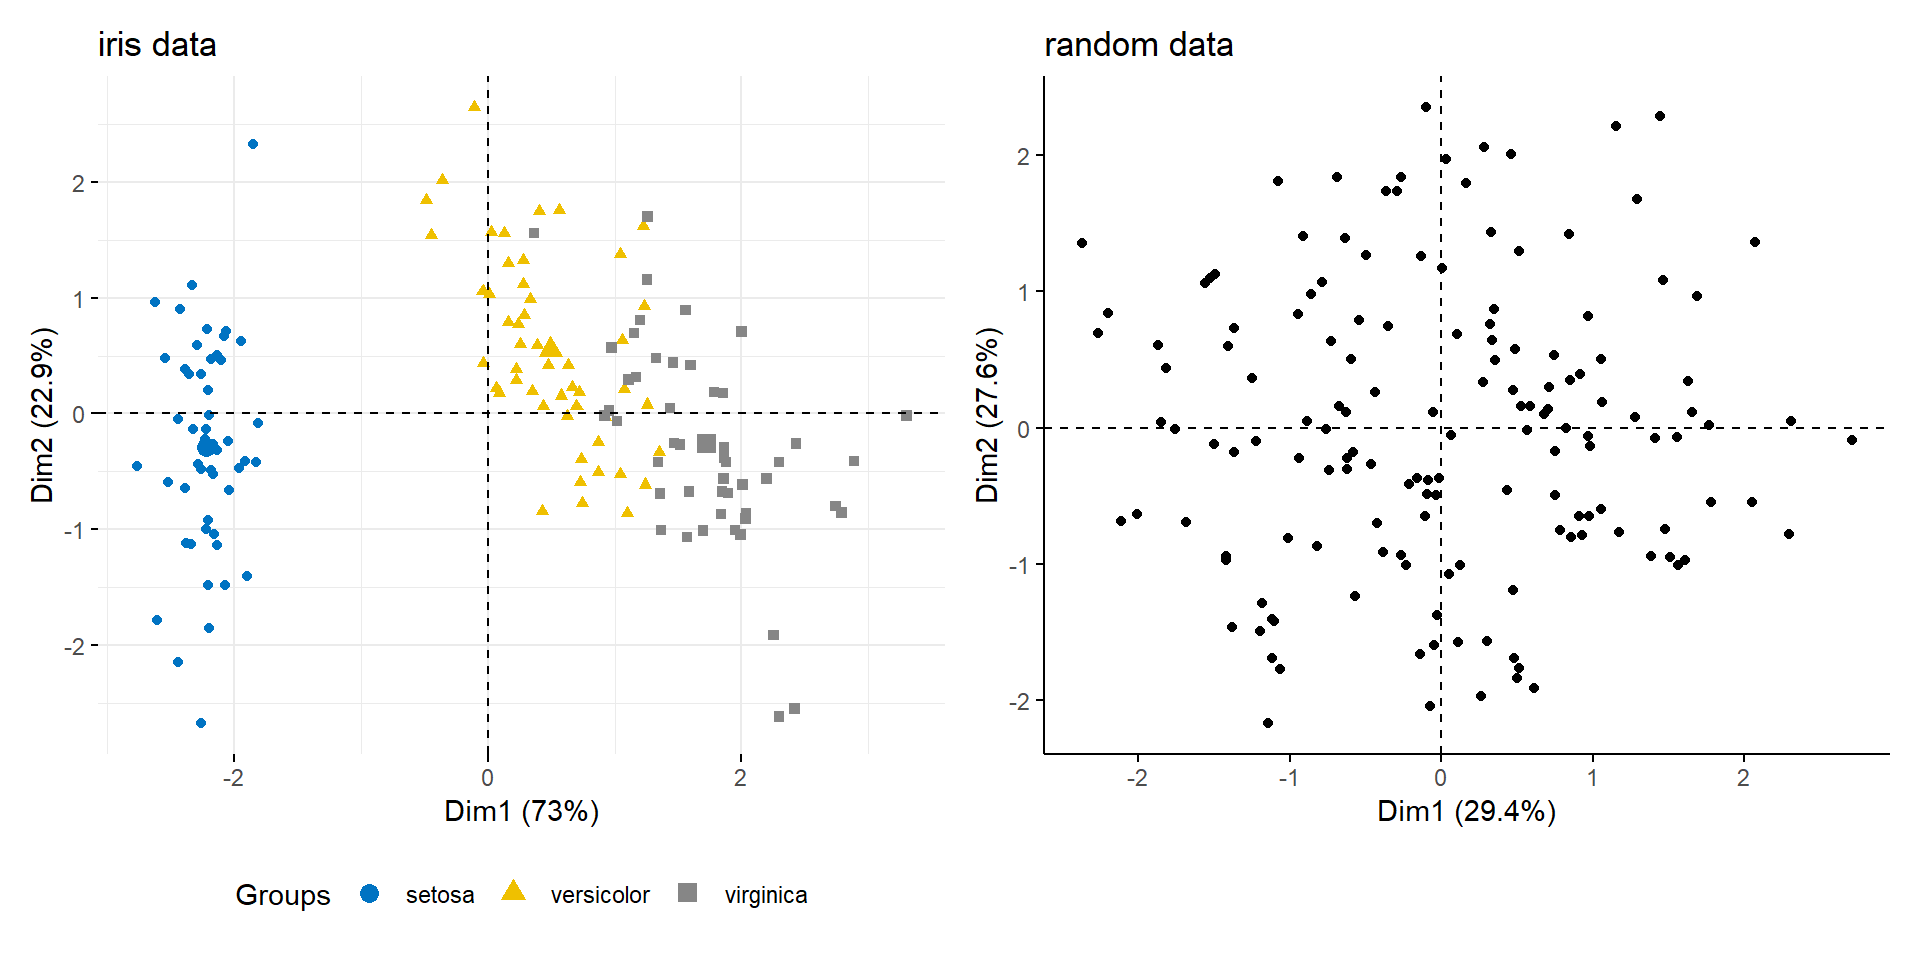 iris data
Dim2 (22.9%)
2
1
0
-1
-2
-2
0
2
Dim1 (73%)
Groups setosa versicolor virginica
random data
Dim2 (27.6%)
2
1
0
-1
-2
-2
-1
0
1
2
Dim1 (29.4%)